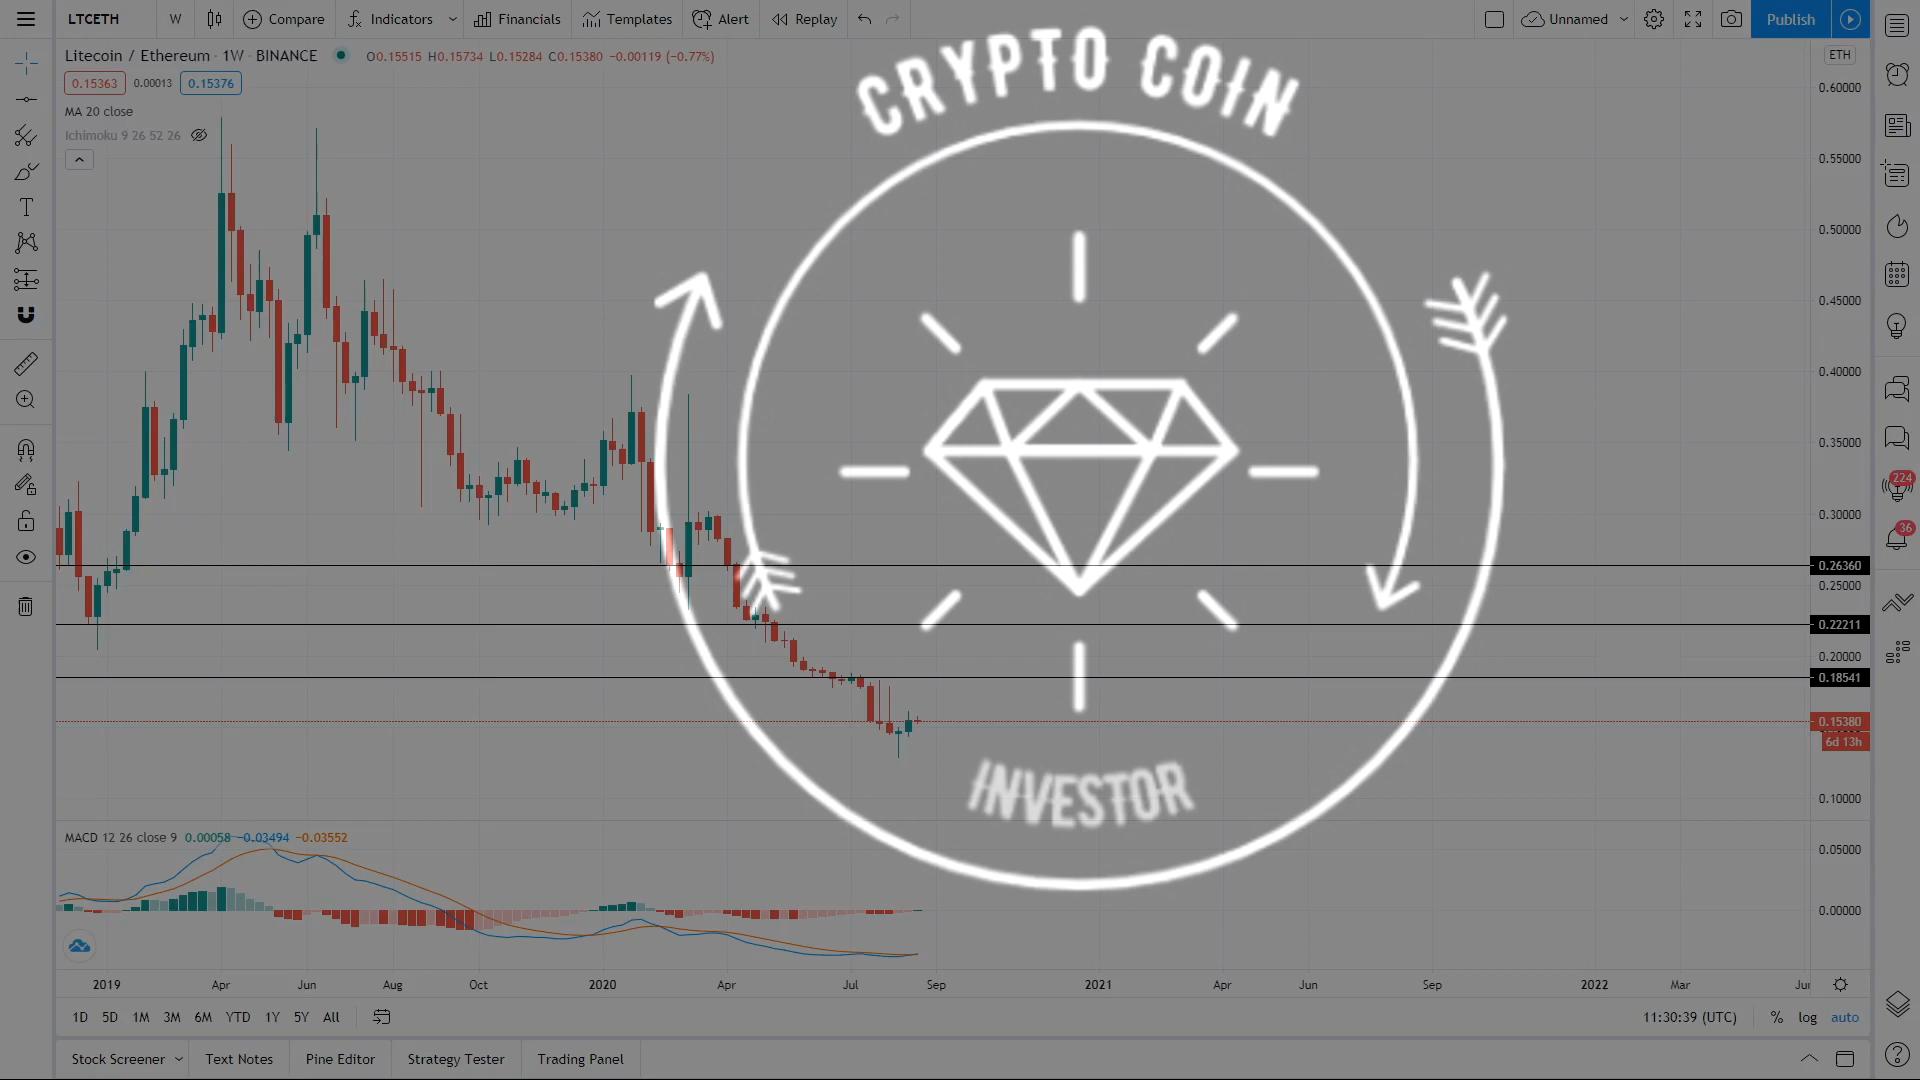 LTCETH W Compare Indicators Financials Templates Alert Replay Unnamed Publish
CRYPTO COIN
Litecoin / Ethereum · 1W · BINANCE O0.15515 H0.15734 L0.15284 C0.15380 −0.00119 (−0.77%)
ETH
0.15363 0.00013 0.15376
MA 20 close
Ichimoku 9 26 52 26
0.60000
0.55000
0.50000
0.45000
0.40000
0.35000
224
0.30000
36
0.26360
0.25000
0.22211
0.20000
0.18541
0.15380
6d 13h
INVESTOR
0.10000
MACD 12 26 close 9 0.00058 −0.03494 −0.03552
0.05000
0.00000
2019 Apr Jun Aug Oct 2020 Apr Jul Sep 2021 Apr Jun Sep 2022 Mar
1D 5D 1M 3M 6M YTD 1Y 5Y All 11:30:39 (UTC) % log auto
Stock Screener Text Notes Pine Editor Strategy Tester Trading Panel